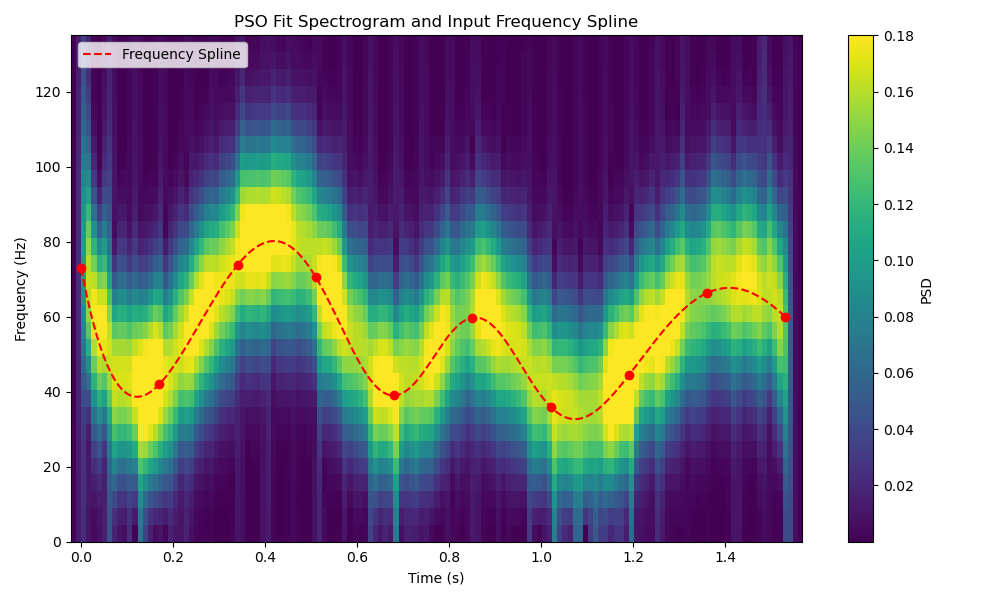 PSO Fit Spectrogram and Input Frequency Spline
Frequency Spline
Frequency (Hz)
120
100
80
60
40
20
0
0.0 0.2 0.4 0.6 0.8 1.0 1.2 1.4
Time (s)
0.18
0.16
0.14
0.12
0.10
0.08
0.06
0.04
0.02
PSD